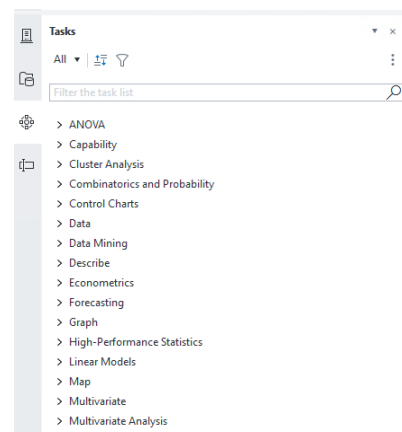 Tasks
All
Filter the task list
ANOVA
Capability
Cluster Analysis
Combinatorics and Probability
Control Charts
Data
Data Mining
Describe
Econometrics
Forecasting
Graph
High-Performance Statistics
Linear Models
Map
Multivariate
Multivariate Analysis